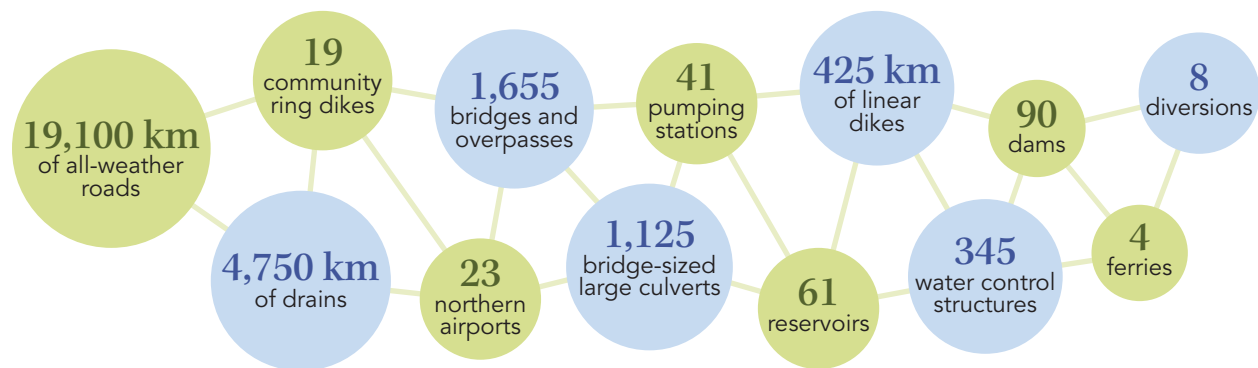 19,100 km
of all-weather
roads
19
community
ring dikes
4,750 km
of drains
1,655
bridges and
overpasses
23
northern
airports
41
pumping
stations
1,125
bridge-sized
large culverts
425 km
of linear
dikes
61
reservoirs
90
dams
345
water control
structures
8
diversions
4
ferries